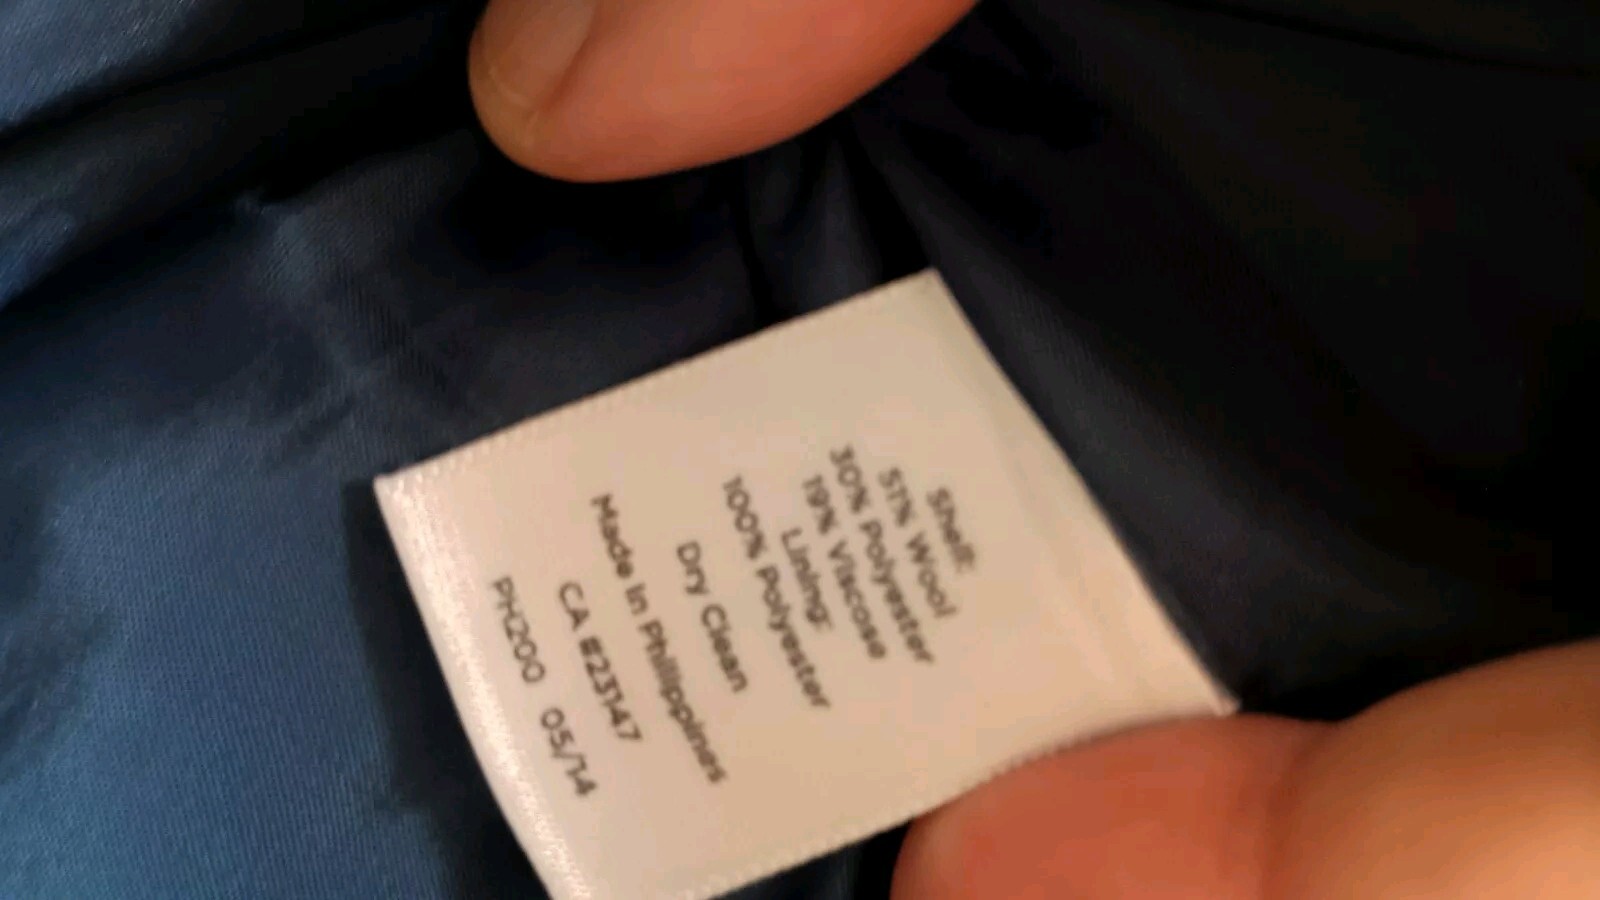 Shell:
51% Wool
30% Polyester
19% Viscose
Lining:
100% Polyester
Dry Clean
Made In Philippines
CA #23147
PH200 05/14